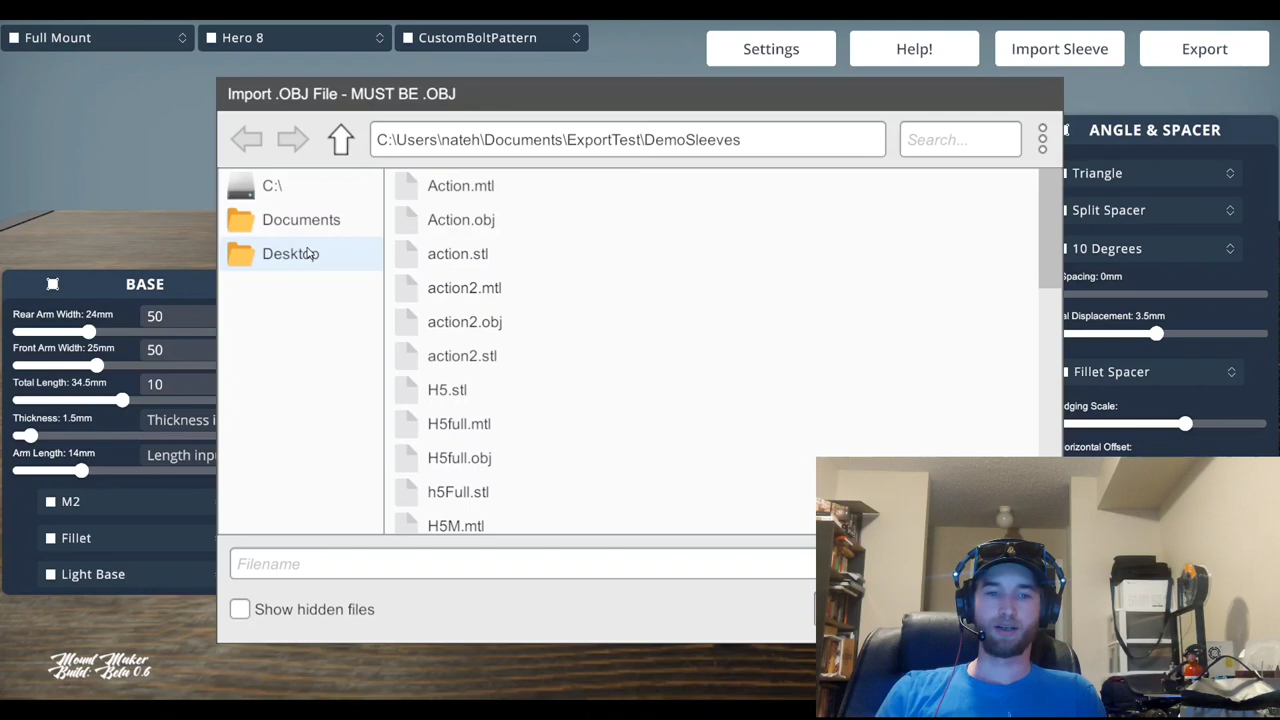 Full Mount
Hero 8
CustomBoltPattern
Settings
Help!
Import Sleeve
Export
Import .OBJ File - MUST BE .OBJ
C:\Users\nateh\Documents\ExportTest\DemoSleeves
Search...
C:\
Documents
Desktop
Action.mtl
Action.obj
action.stl
action2.mtl
action2.obj
action2.stl
H5.stl
H5full.mtl
H5full.obj
h5Full.stl
H5M.mtl
Filename
Show hidden files
BASE
Rear Arm Width: 24mm
50
Front Arm Width: 25mm
50
Total Length: 34.5mm
10
Thickness: 1.5mm
Thickness i
Arm Length: 14mm
Length inpu
M2
Fillet
Light Base
ANGLE & SPACER
Triangle
Split Spacer
10 Degrees
Spacing: 0mm
al Displacement: 3.5mm
Fillet Spacer
dging Scale:
Horizontal Offset:
Mount Maker
Build: Beta 0.6